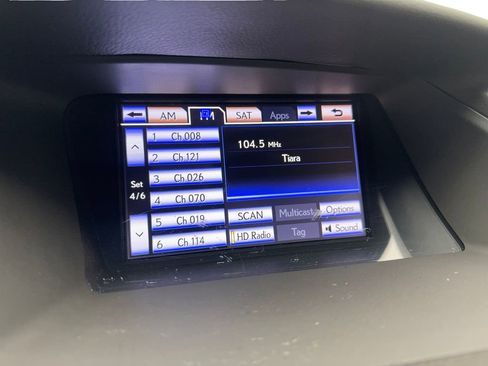 AM FM SAT Apps
1 Ch.008
2 Ch.121
3 Ch.026
4 Ch.070
5 Ch.019
6 Ch.114
Set
4/6
104.5 MHz
Tiara
SCAN Multicast Options
HD Radio Tag Sound